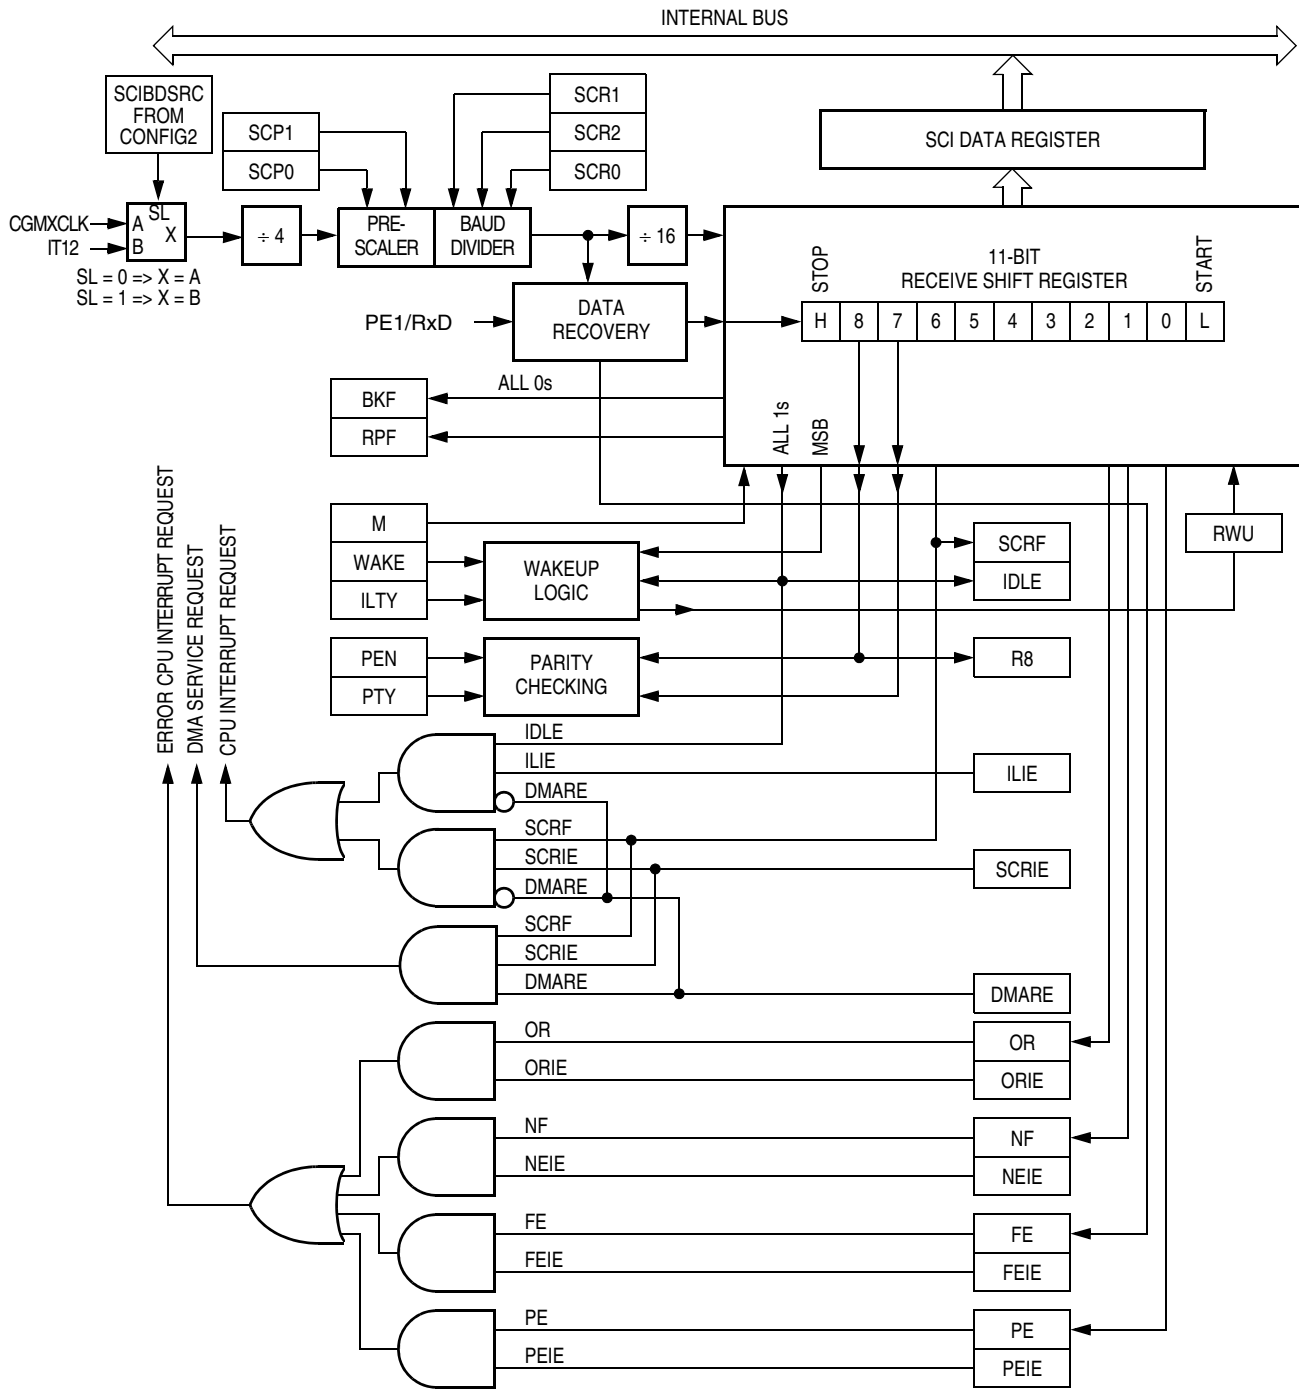 INTERNAL BUS
SCIBDSRC
FROM
CONFIG2
SCP1
SCP0
SCR1
SCR2
SCR0
SCI DATA REGISTER
CGMXCLK
IT12
A
B
SL
X
SL = 0 => X = A
SL = 1 => X = B
÷ 4
PRE-
SCALER
BAUD
DIVIDER
÷ 16
11-BIT
RECEIVE SHIFT REGISTER
STOP
START
H 8 7 6 5 4 3 2 1 0 L
PE1/RxD
DATA
RECOVERY
ALL 0s
BKF
RPF
ALL 1s
MSB
M
WAKE
ILTY
WAKEUP
LOGIC
SCRF
IDLE
RWU
PEN
PTY
PARITY
CHECKING
R8
ERROR CPU INTERRUPT REQUEST
DMA SERVICE REQUEST
CPU INTERRUPT REQUEST
IDLE
ILIE
ILIE
DMARE
SCRF
SCRIE
SCRIE
DMARE
SCRF
SCRIE
DMARE
DMARE
OR
OR
ORIE
ORIE
NF
NF
NEIE
NEIE
FE
FE
FEIE
FEIE
PE
PE
PEIE
PEIE